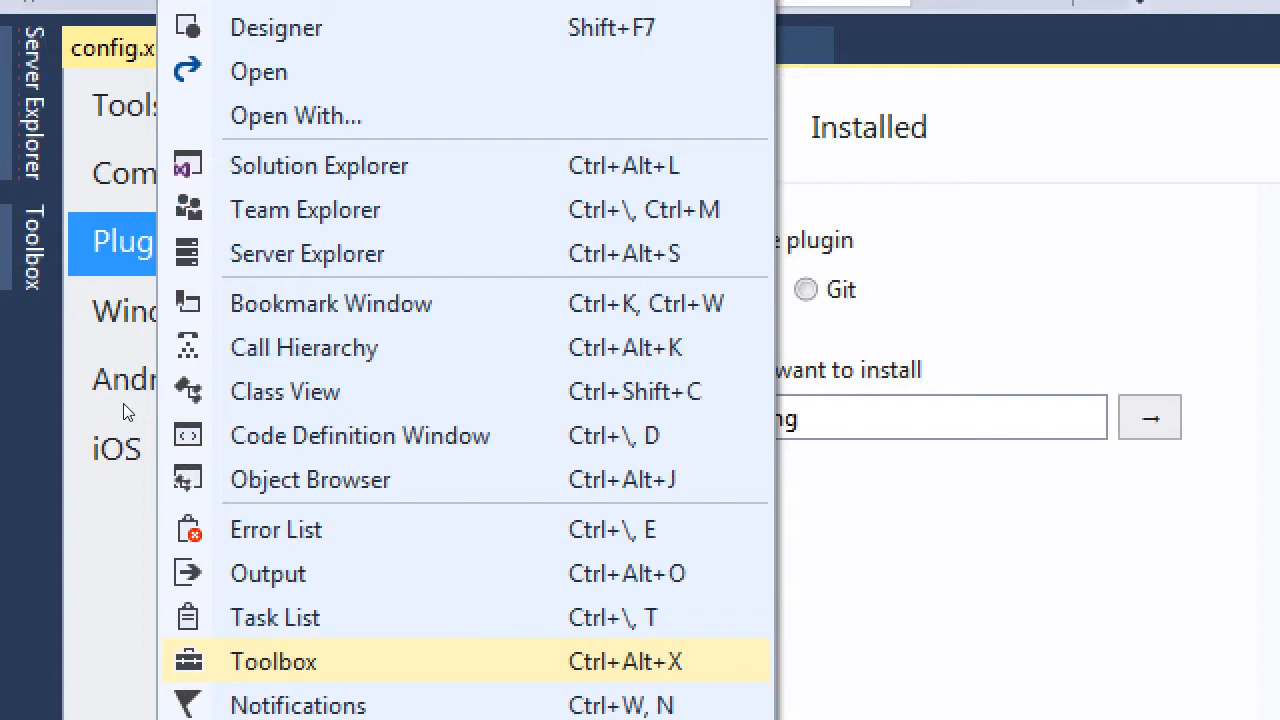 Server Explorer
Toolbox
config.x
Tools
Com
Plug
Wind
Andr
iOS
Designer Shift+F7
Open
Open With...
Solution Explorer Ctrl+Alt+L
Team Explorer Ctrl+\, Ctrl+M
Server Explorer Ctrl+Alt+S
Bookmark Window Ctrl+K, Ctrl+W
Call Hierarchy Ctrl+Alt+K
Class View Ctrl+Shift+C
Code Definition Window Ctrl+\, D
Object Browser Ctrl+Alt+J
Error List Ctrl+\, E
Output Ctrl+Alt+O
Task List Ctrl+\, T
Toolbox Ctrl+Alt+X
Notifications Ctrl+W, N
Installed
e plugin
Git
want to install
ng
→